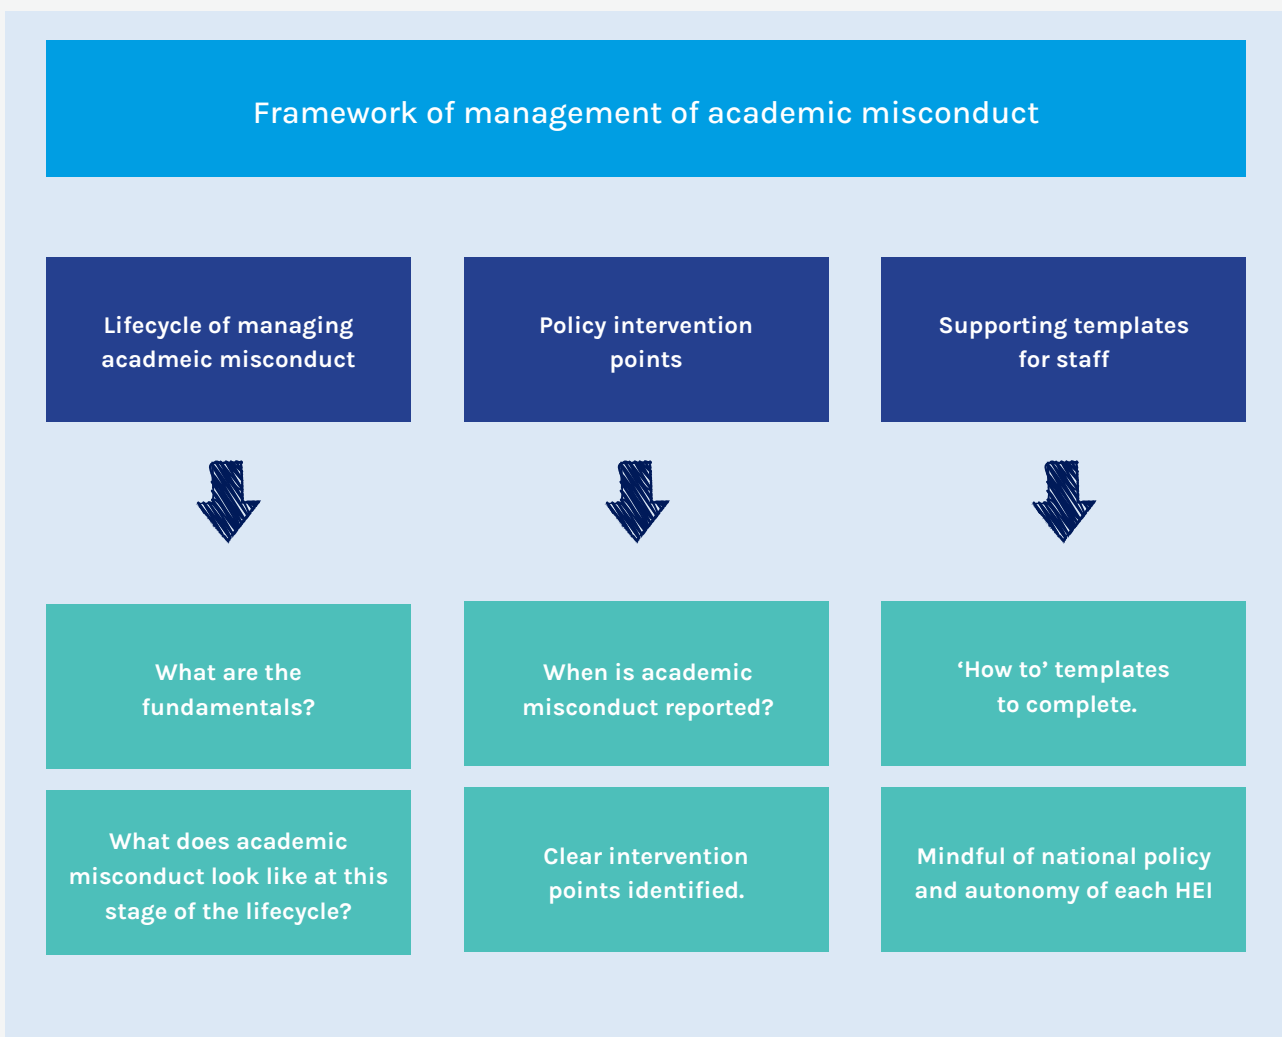 Framework of management of academic misconduct
Lifecycle of managing
acadmeic misconduct
Policy intervention
points
Supporting templates
for staff
What are the
fundamentals?
When is academic
misconduct reported?
‘How to’ templates
to complete.
What does academic
misconduct look like at this
stage of the lifecycle?
Clear intervention
points identified.
Mindful of national policy
and autonomy of each HEI